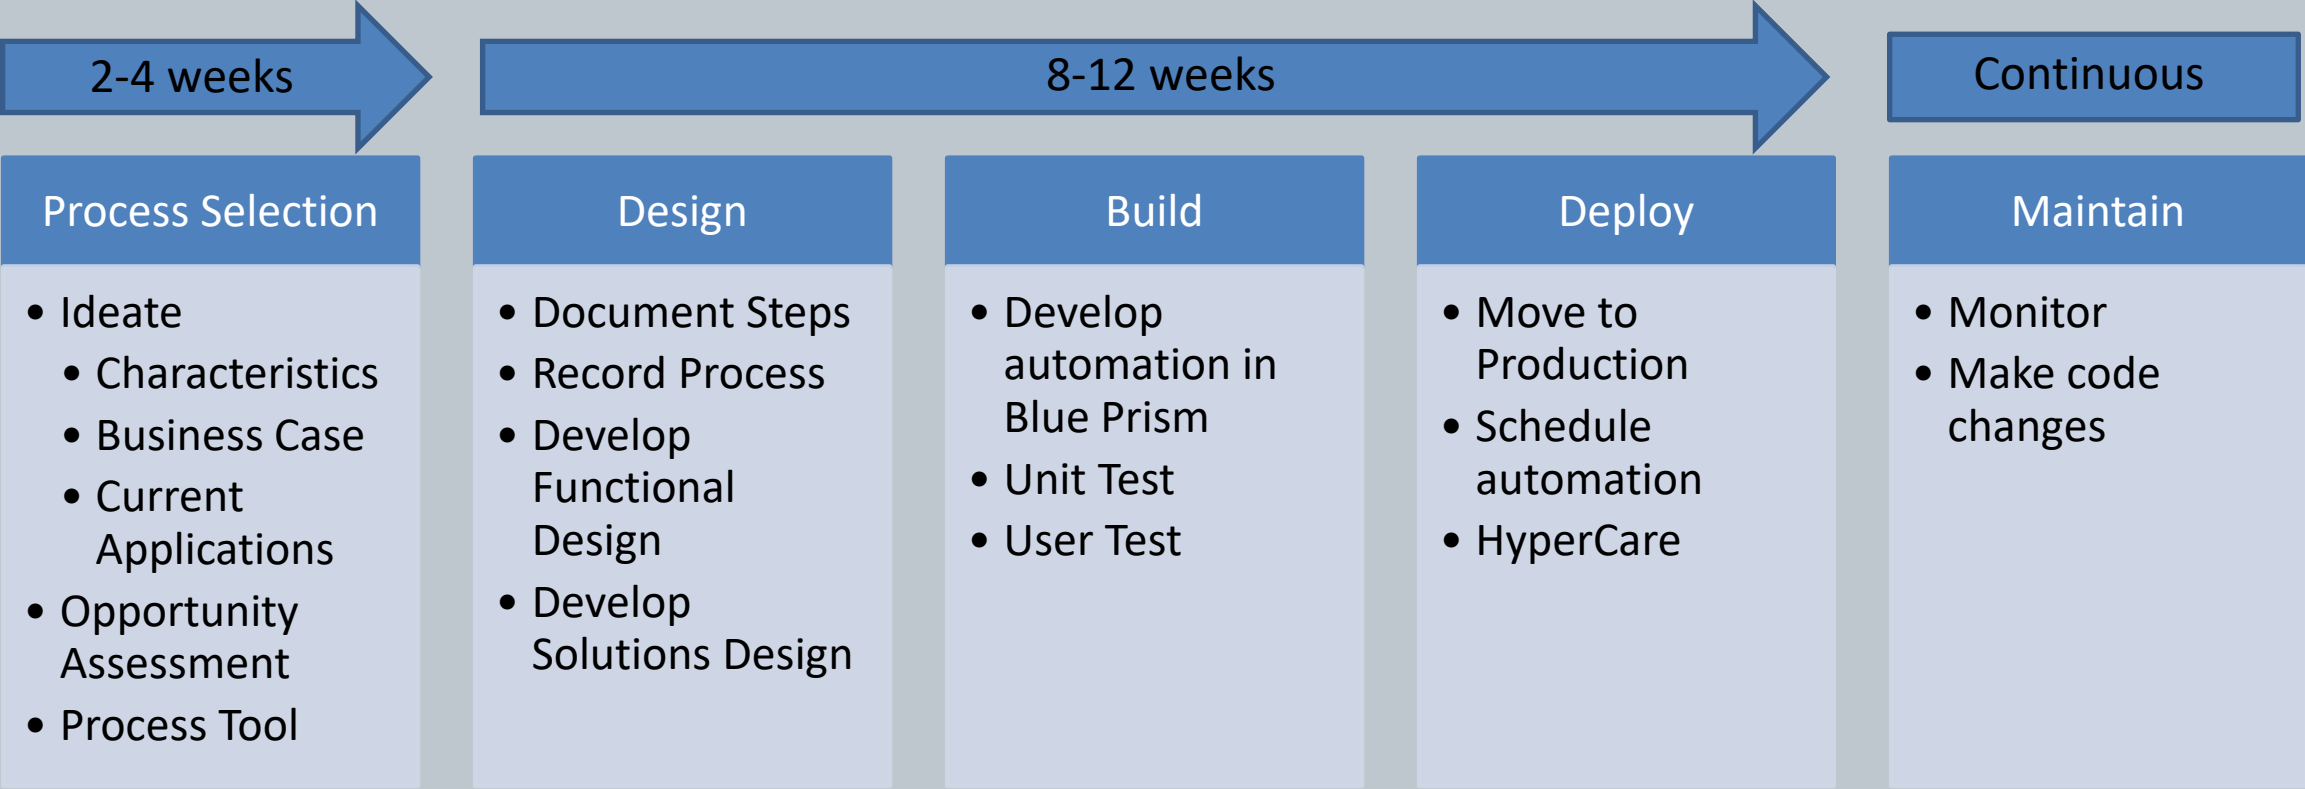 2-4 weeks
8-12 weeks
Continuous
Process Selection
• Ideate
• Characteristics
• Business Case
• Current
Applications
• Opportunity
Assessment
• Process Tool
Design
• Document Steps
• Record Process
• Develop
Functional
Design
• Develop
Solutions Design
Build
• Develop
automation in
Blue Prism
• Unit Test
• User Test
Deploy
• Move to
Production
• Schedule
automation
• HyperCare
Maintain
• Monitor
• Make code
changes